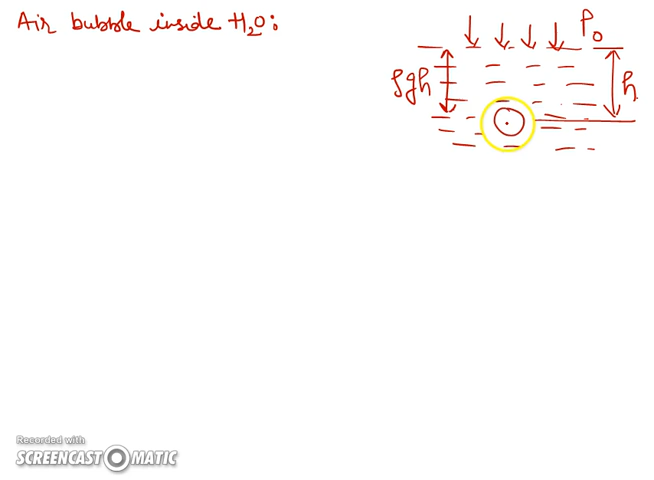 Air bubble inside H₂O:
P₀
ρgh
h
Recorded with
SCREENCAST-O-MATIC